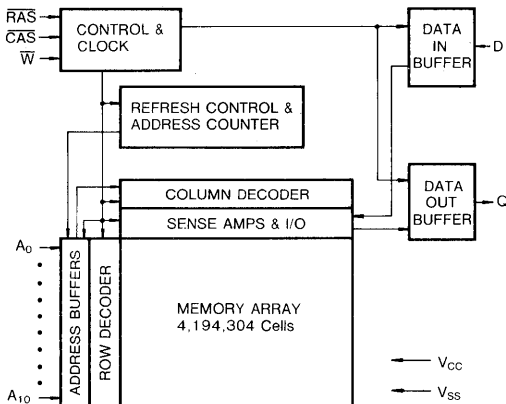 RAS
CAS
W
CONTROL &
CLOCK
DATA
IN
BUFFER
D
REFRESH CONTROL &
ADDRESS COUNTER
COLUMN DECODER
SENSE AMPS & I/O
DATA
OUT
BUFFER
Q
A0
A10
ADDRESS BUFFERS
ROW DECODER
MEMORY ARRAY
4,194,304 Cells
VCC
VSS